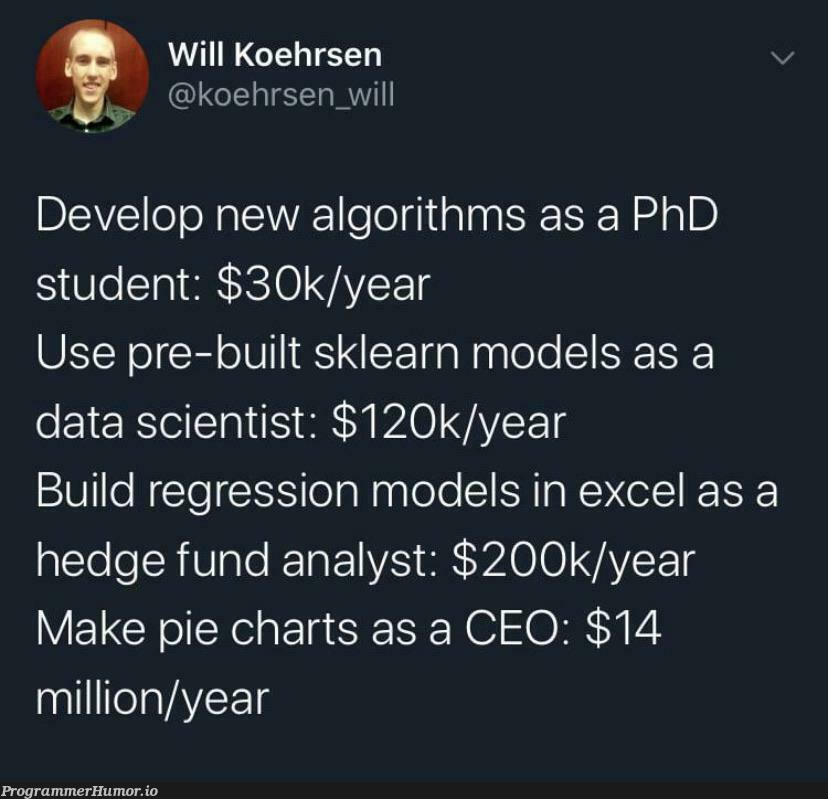 Will Koehrsen
@koehrsen_will
Develop new algorithms as a PhD
student: $30k/year
Use pre-built sklearn models as a
data scientist: $120k/year
Build regression models in excel as a
hedge fund analyst: $200k/year
Make pie charts as a CEO: $14
million/year
ProgrammerHumor.io